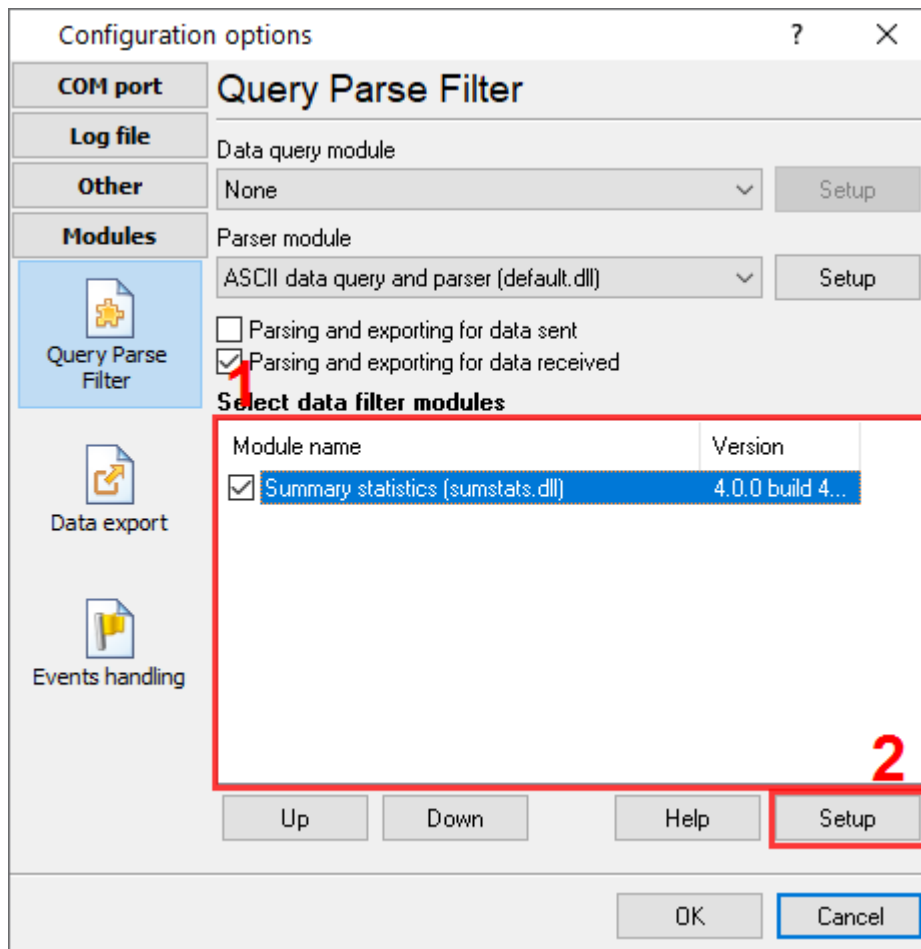 Configuration options
?
COM port
Log file
Other
Modules
Query Parse
Filter
Data export
Events handling
Query Parse Filter
Data query module
None
Setup
Parser module
ASCII data query and parser (default.dll)
Setup
Parsing and exporting for data sent
Parsing and exporting for data received
1
Select data filter modules
Module name Version
Summary statistics (sumstats.dll) 4.0.0 build 4...
2
Up Down Help Setup
OK Cancel